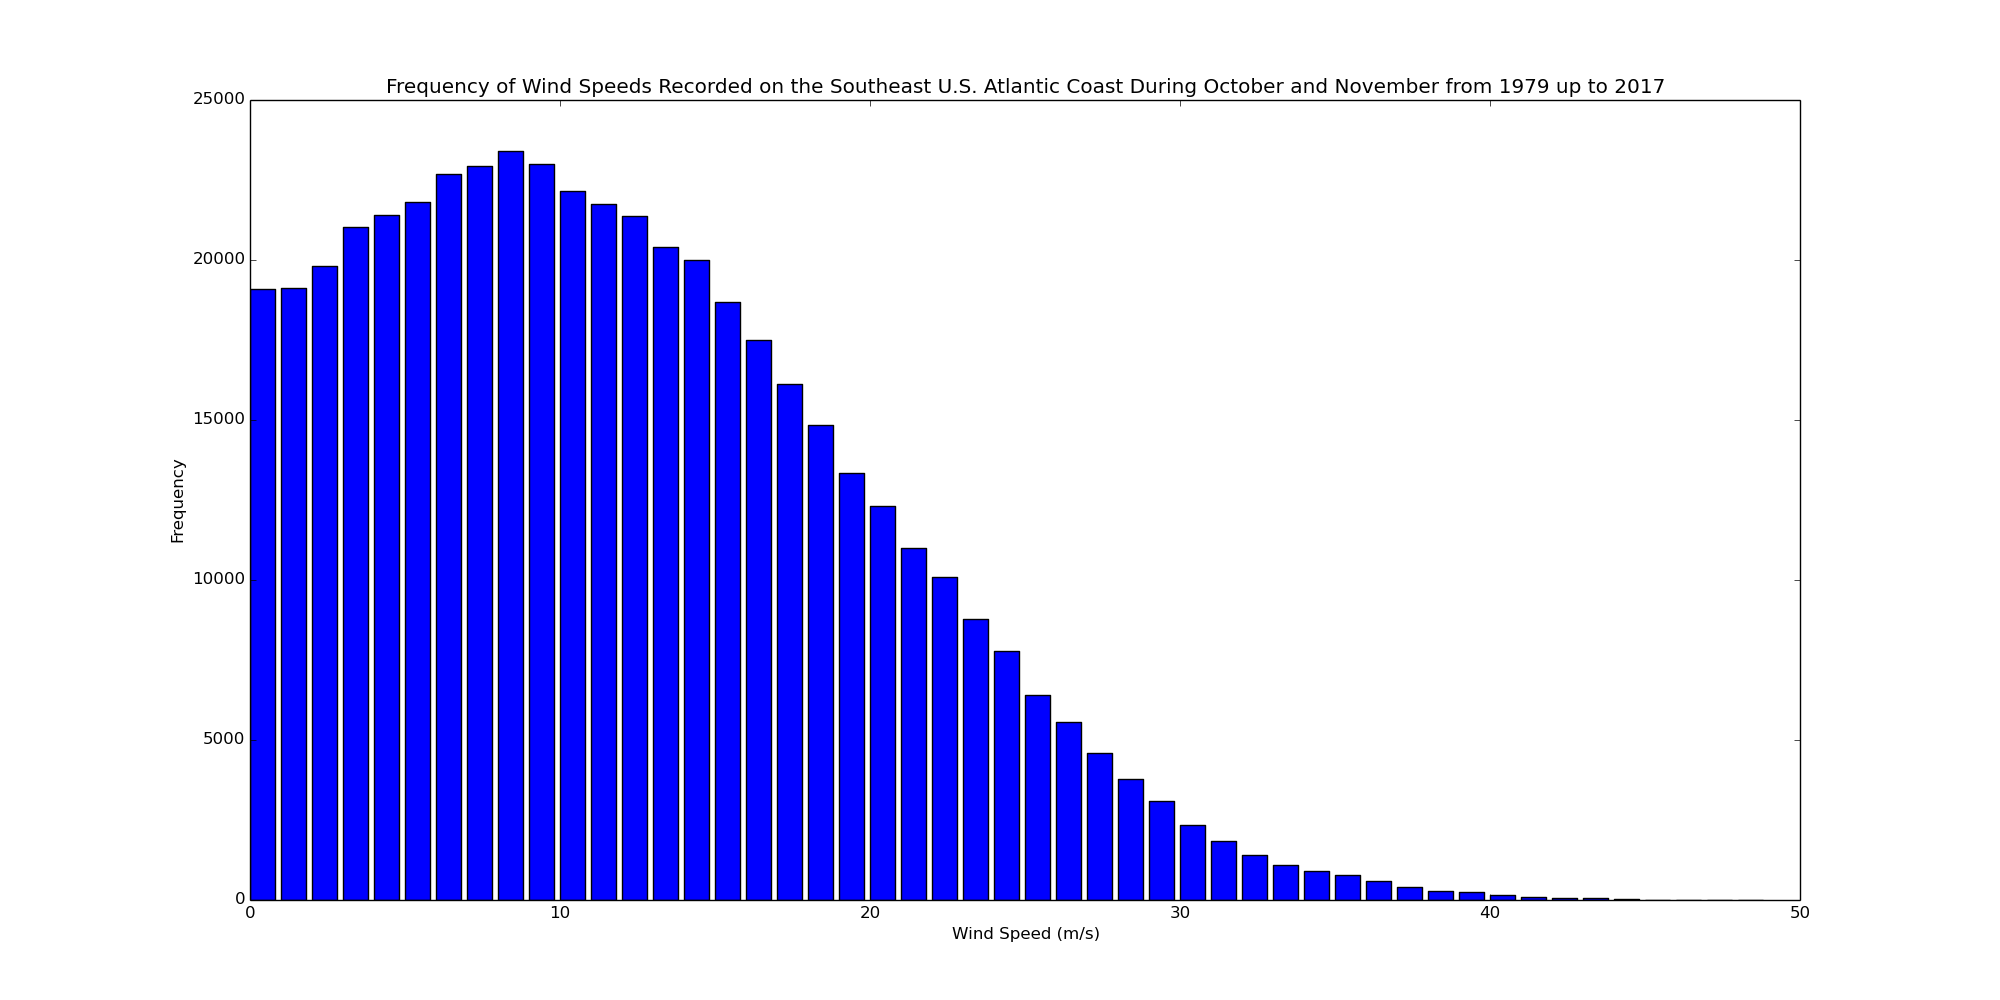 Frequency of Wind Speeds Recorded on the Southeast U.S. Atlantic Coast During October and November from 1979 up to 2017
25000
20000
15000
10000
5000
0
Frequency
0 10 20 30 40 50
Wind Speed (m/s)